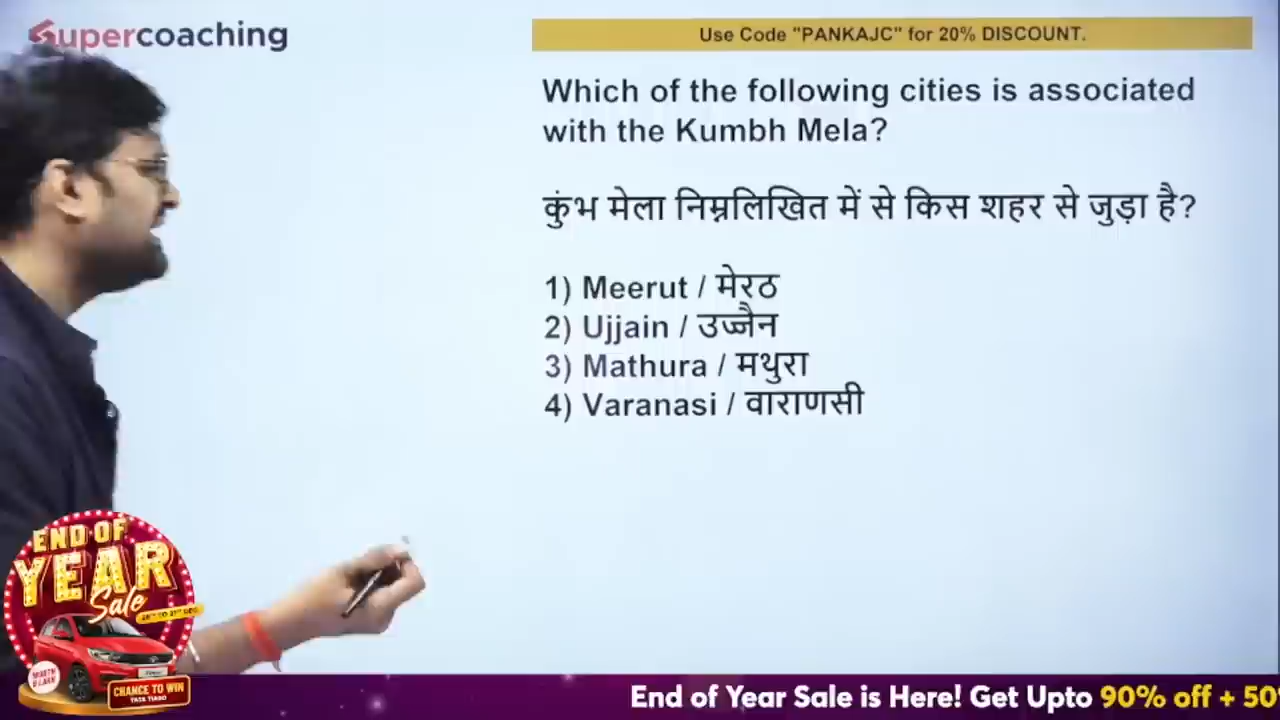 Supercoaching
Use Code "PANKAJC" for 20% DISCOUNT.
Which of the following cities is associated
with the Kumbh Mela?
कुंभ मेला निम्नलिखित में से किस शहर से जुड़ा है?
1) Meerut / मेरठ
2) Ujjain / उज्जैन
3) Mathura / मथुरा
4) Varanasi / वाराणसी
END OF
YEAR
Sale
CHANCE TO WIN
End of Year Sale is Here! Get Upto 90% off + 50